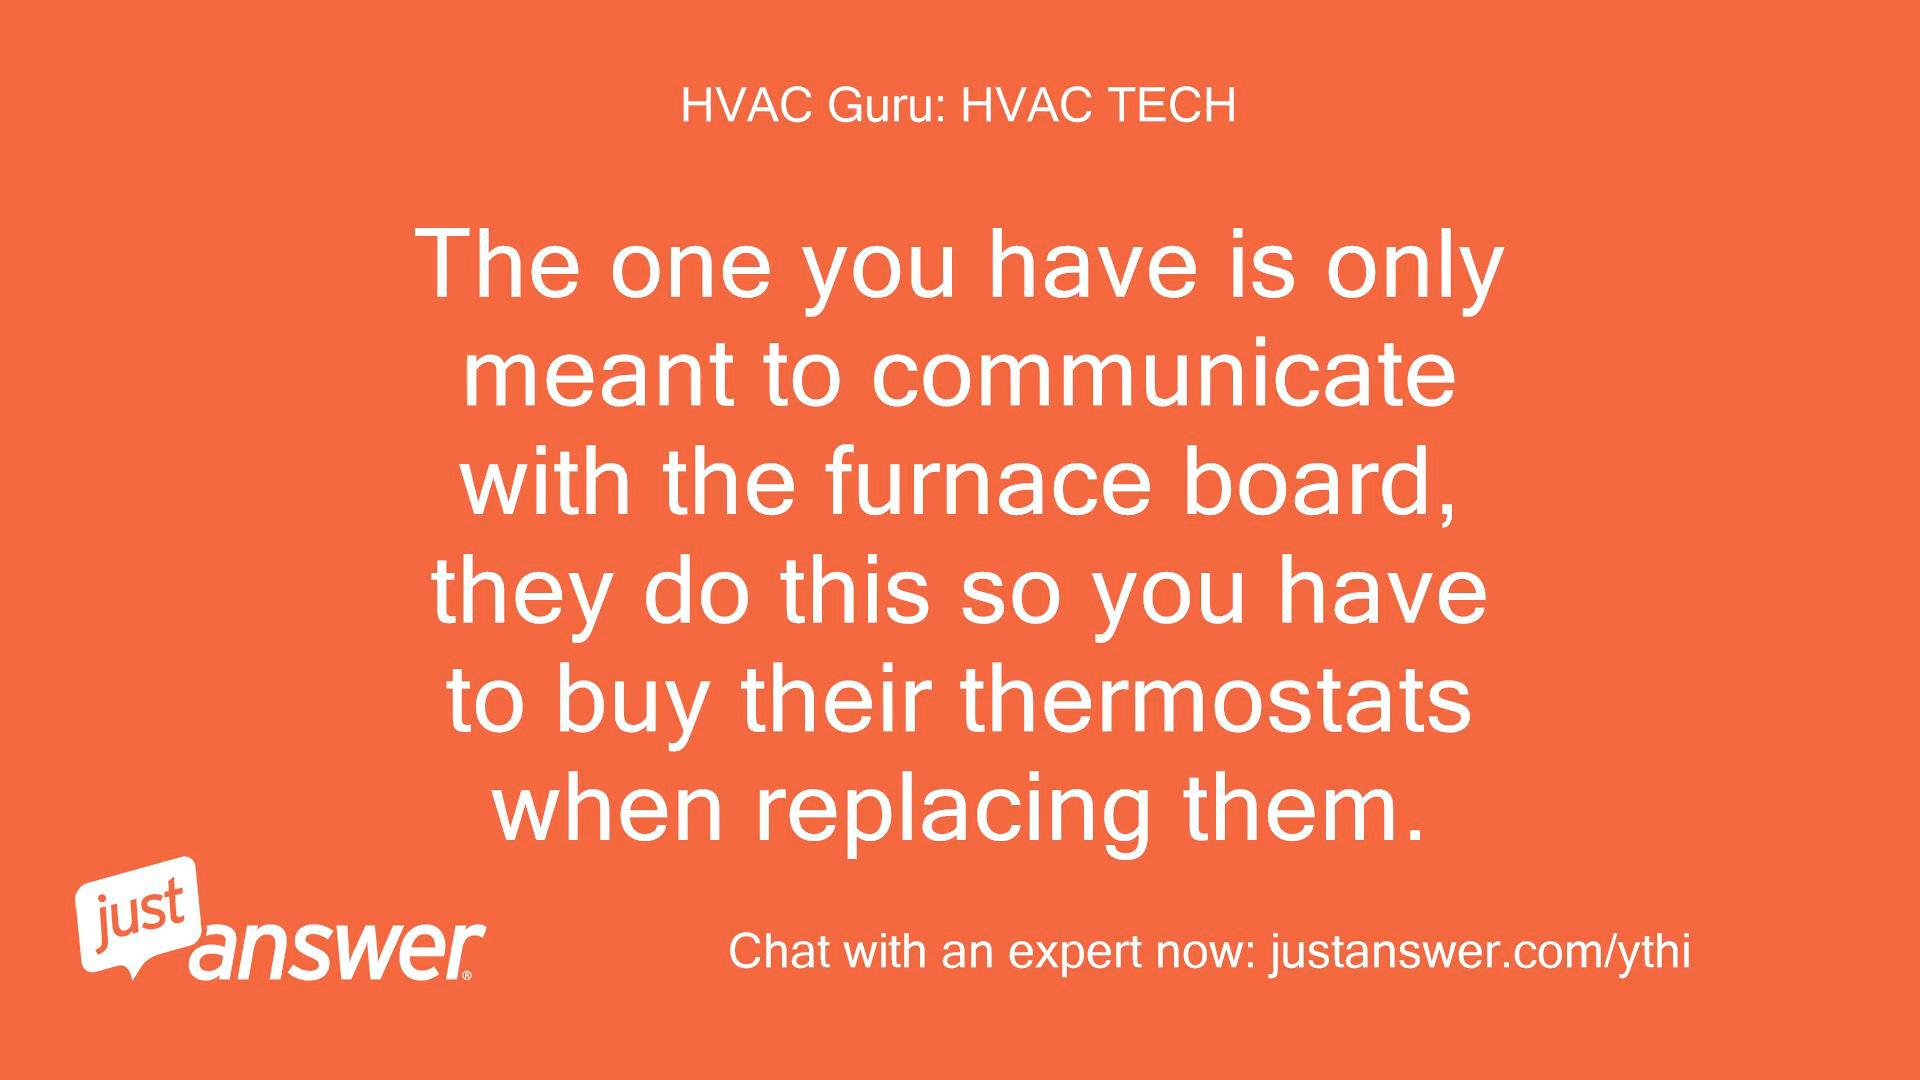 HVAC Guru: HVAC TECH
The one you have is only
meant to communicate
with the furnace board,
they do this so you have
to buy their thermostats
when replacing them.
just
answer®
Chat with an expert now: justanswer.com/ythi